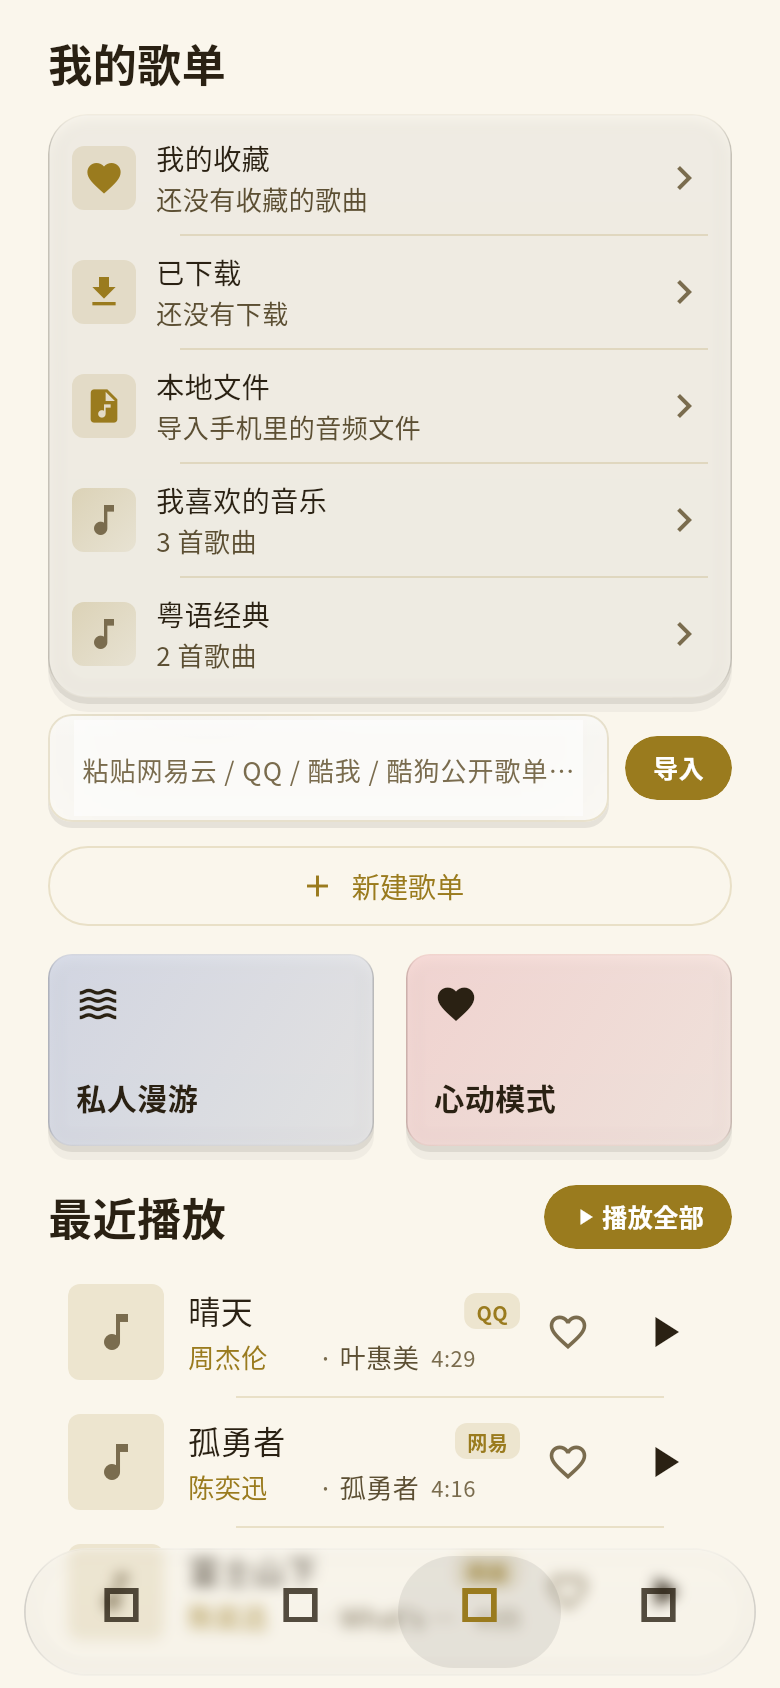 我的歌单
我的收藏
还没有收藏的歌曲
已下载
还没有下载
本地文件
导入手机里的音频文件
我喜欢的音乐
3 首歌曲
粤语经典
2 首歌曲
粘贴网易云 / QQ / 酷我 / 酷狗公开歌单…
导入
新建歌单
私人漫游
心动模式
最近播放
播放全部
晴天
QQ
周杰伦 · 叶惠美 4:29
孤勇者
网易
陈奕迅 · 孤勇者 4:16
富士山下